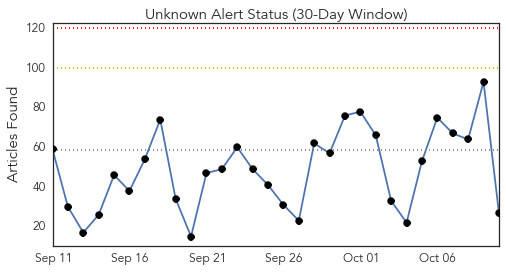 Unknown Alert Status (30-Day Window)
Articles Found
120
100
80
60
40
20
Sep 11 Sep 16 Sep 21 Sep 26 Oct 01 Oct 06